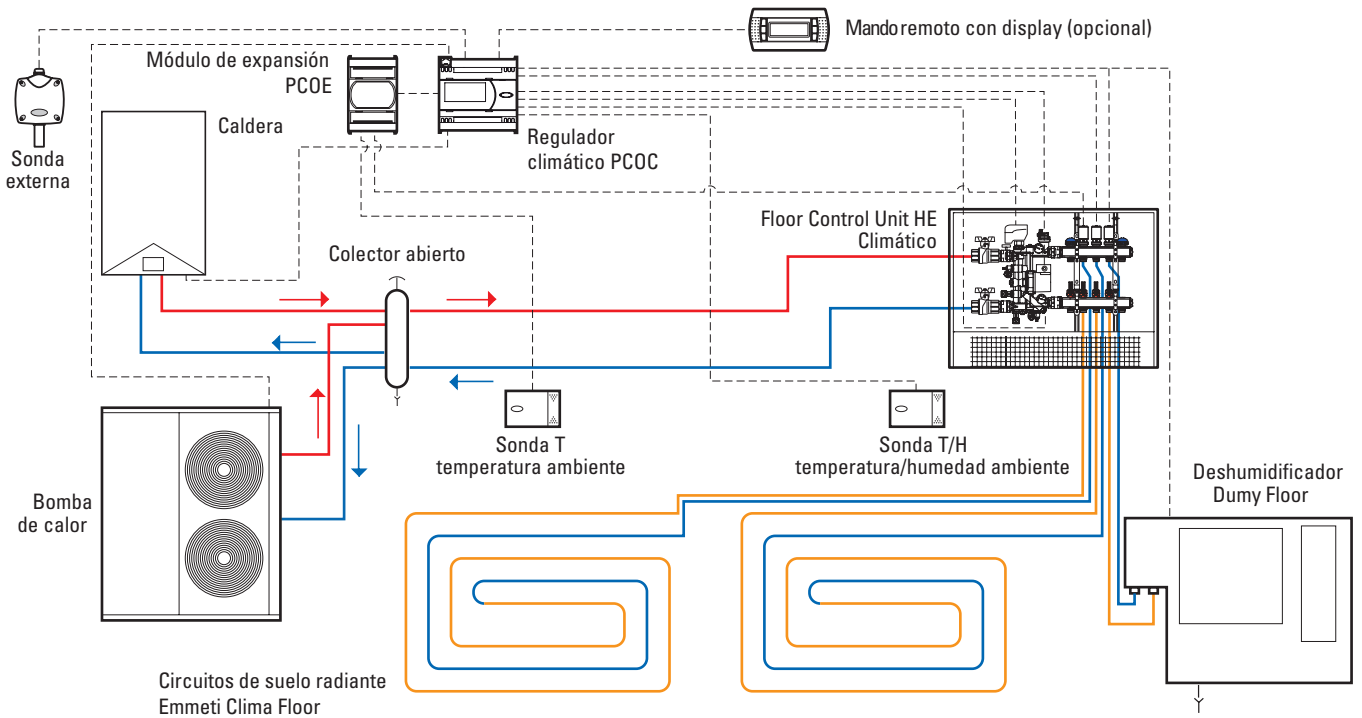 Mando remoto con display (opcional)
Módulo de expansión
PCOE
Caldera
Regulador
climático PCOC
Sonda
externa
Floor Control Unit HE
Climático
Colector abierto
Sonda T
temperatura ambiente
Sonda T/H
temperatura/humedad ambiente
Deshumidificador
Dumy Floor
Bomba
de calor
Circuitos de suelo radiante
Emmeti Clima Floor